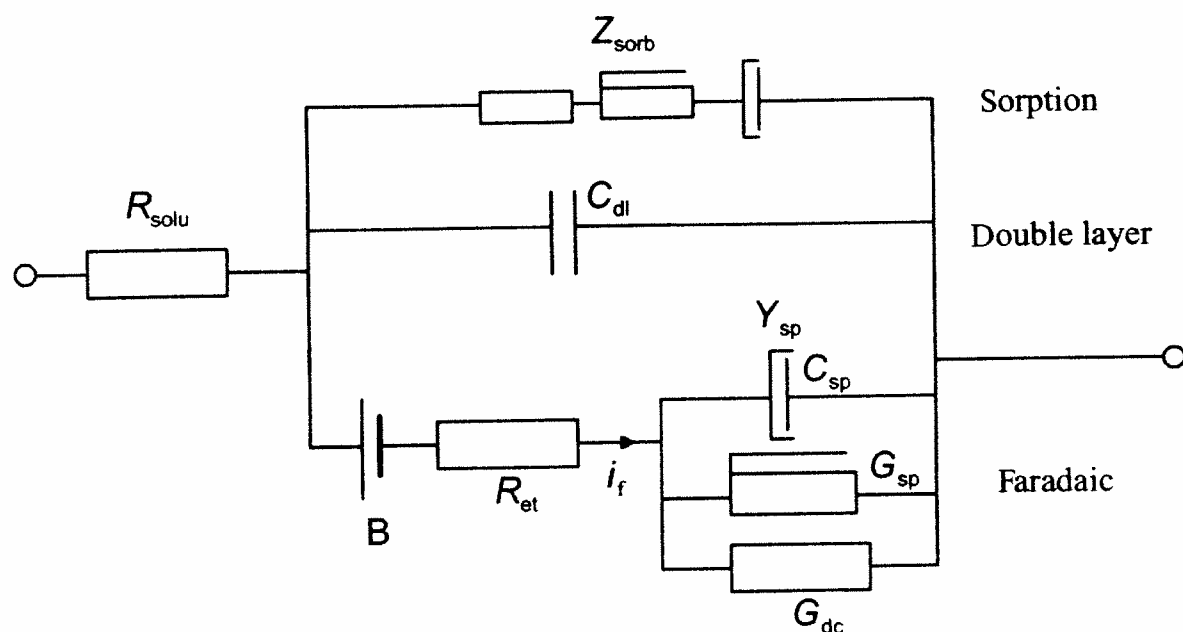 Z_sorb
Sorption
R_solu
C_dl
Double layer
Y_sp
C_sp
G_sp
Faradaic
R_et
i_f
B
G_dc